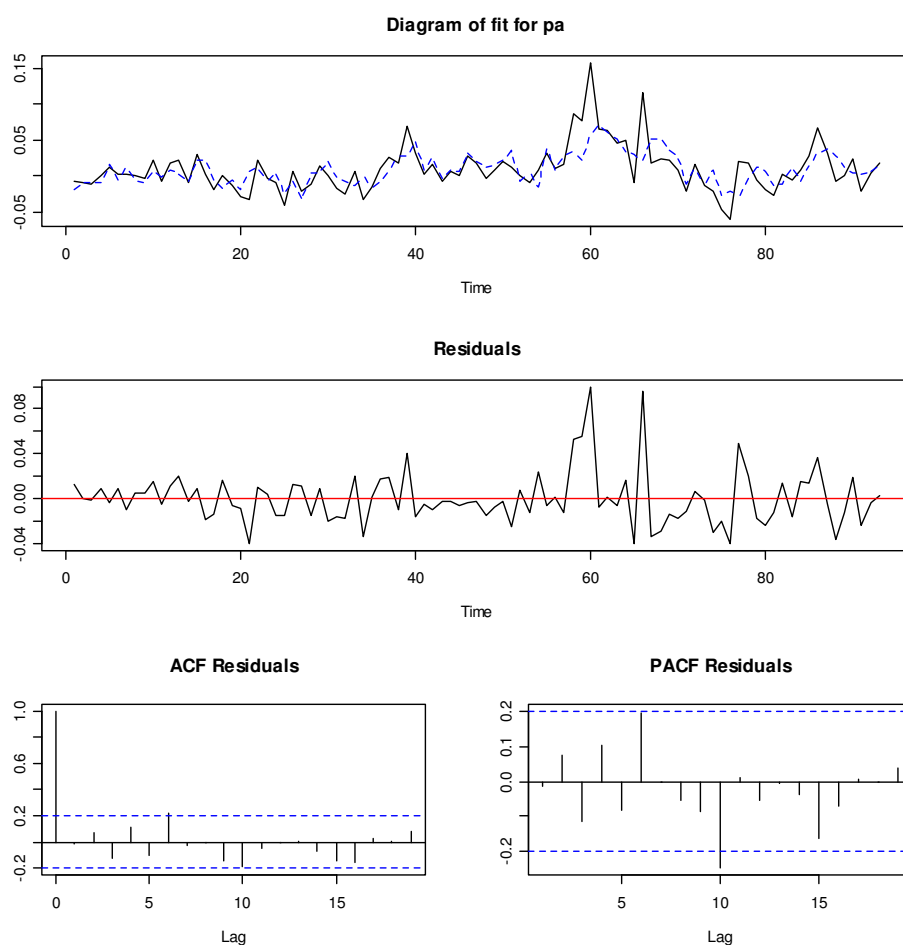 Diagram of fit for pa
0.15
0.05
-0.05
0 20 40 60 80
Time
Residuals
0.08
0.04
0.00
-0.04
0 20 40 60 80
Time
ACF Residuals
1.0
0.6
0.2
-0.2
0 5 10 15
Lag
PACF Residuals
0.2
0.1
0.0
-0.2
5 10 15
Lag